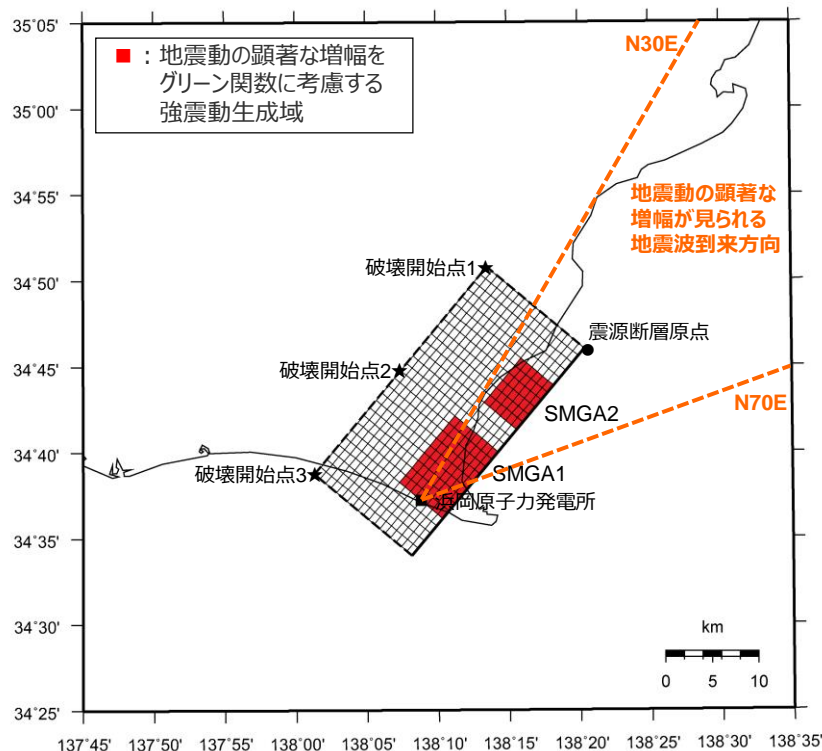 35°05'
35°00'
34°55'
34°50'
34°45'
34°40'
34°35'
34°30'
34°25'
■ : 地震動の顕著な増幅を
グリーン関数に考慮する
強震動生成域
N30E
地震動の顕著な
増幅が見られる
地震波到来方向
破壊開始点1
震源断層原点
破壊開始点2
N70E
SMGA2
破壊開始点3
SMGA1
浜岡原子力発電所
km
0 5 10
137°45' 137°50' 137°55' 138°00' 138°05' 138°10' 138°15' 138°20' 138°25' 138°30' 138°35'